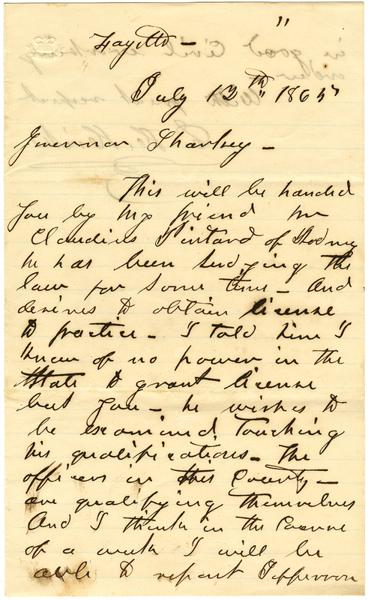 Fayette -
July 13th 1865
Governor Sharkey -
This will be handed
you by my friend Mr
Claudius Pintard of Rodney
he has been studying the
law for some time - And
desires to obtain license
to practice - I told him I
knew of no power in the
State to grant license
but you - he wishes to
be examined touching
his qualifications - The
officers in this County -
are qualifying themselves
And I think in the course
of a week I will be
able to report Jefferson